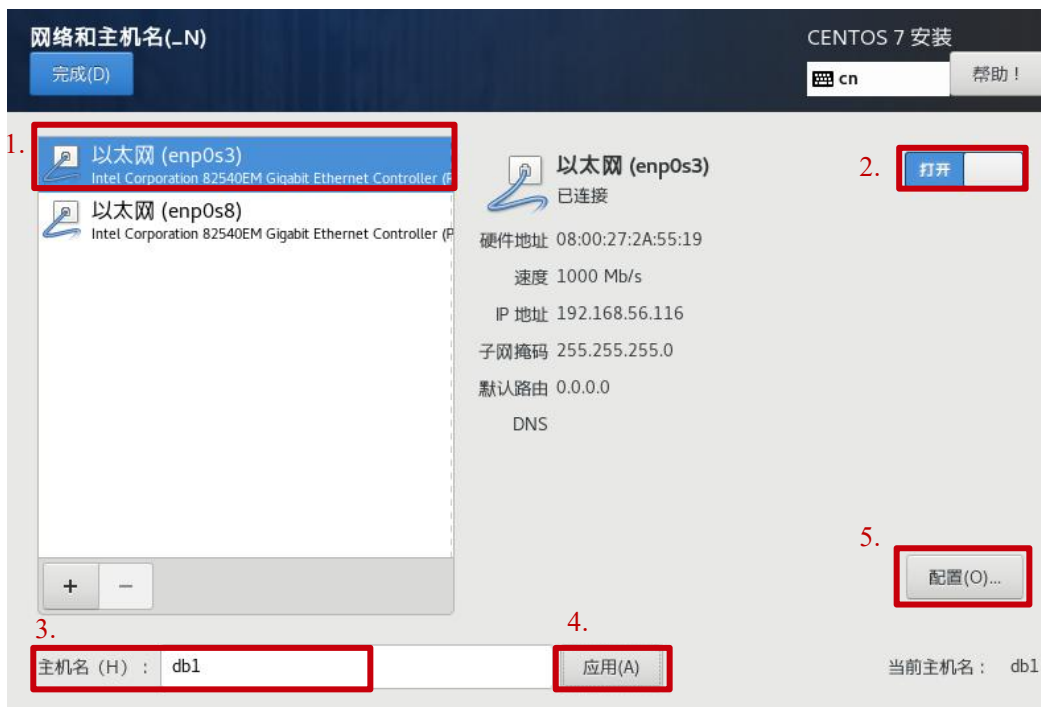 网络和主机名(_N)
CENTOS 7 安装
完成(D)
cn
帮助！
1.
以太网 (enp0s3)
Intel Corporation 82540EM Gigabit Ethernet Controller (P
以太网 (enp0s8)
Intel Corporation 82540EM Gigabit Ethernet Controller (P
以太网 (enp0s3)
已连接
2.
打开
硬件地址 08:00:27:2A:55:19
速度 1000 Mb/s
IP 地址 192.168.56.116
子网掩码 255.255.255.0
默认路由 0.0.0.0
DNS
5.
配置(O)...
+ −
3.
主机名（H）： db1
4.
应用(A)
当前主机名： db1